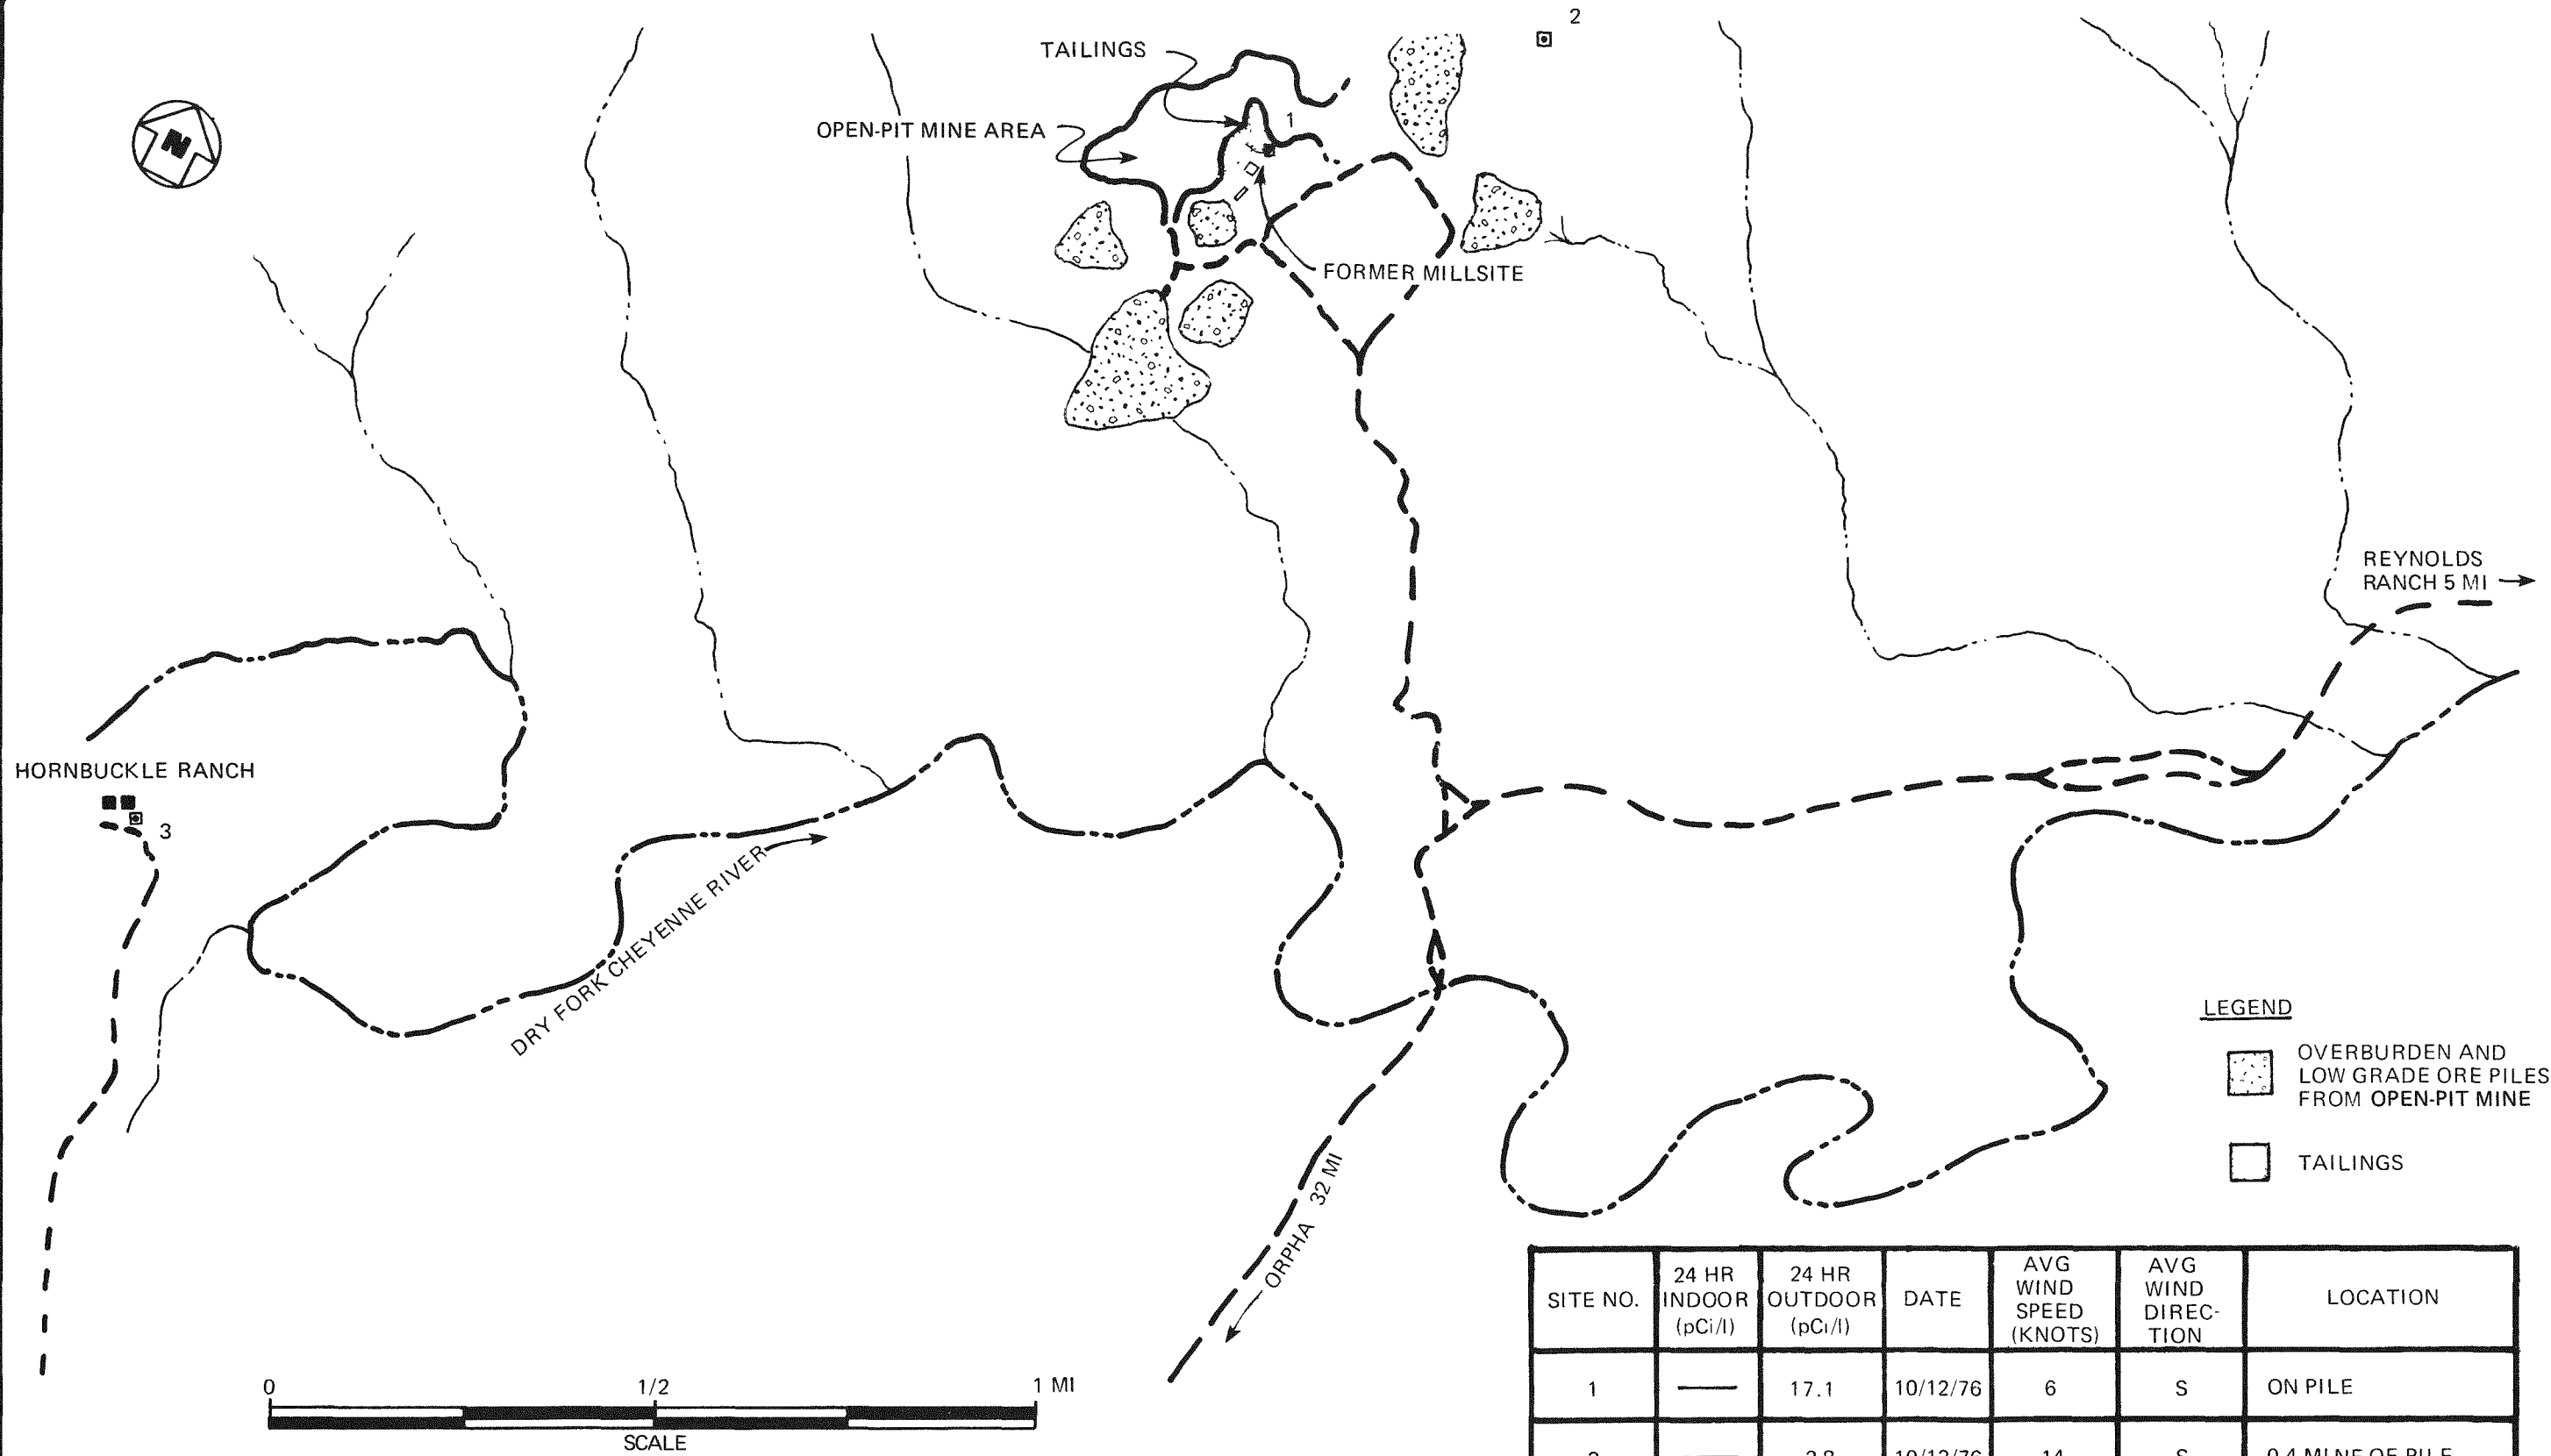 2
TAILINGS
1
OPEN-PIT MINE AREA
N
FORMER MILLSITE
REYNOLDS
RANCH 5 MI
HORNBUCKLE RANCH
3
DRY FORK CHEYENNE RIVER
ORPHA 32 MI
LEGEND
OVERBURDEN AND
LOW GRADE ORE PILES
FROM OPEN-PIT MINE
TAILINGS
0 1/2 1 MI
SCALE
SITE NO. 24 HR INDOOR (pCi/l) 24 HR OUTDOOR (pCi/l) DATE AVG WIND SPEED (KNOTS) AVG WIND DIREC- TION LOCATION
1 — 17.1 10/12/76 6 S ON PILE